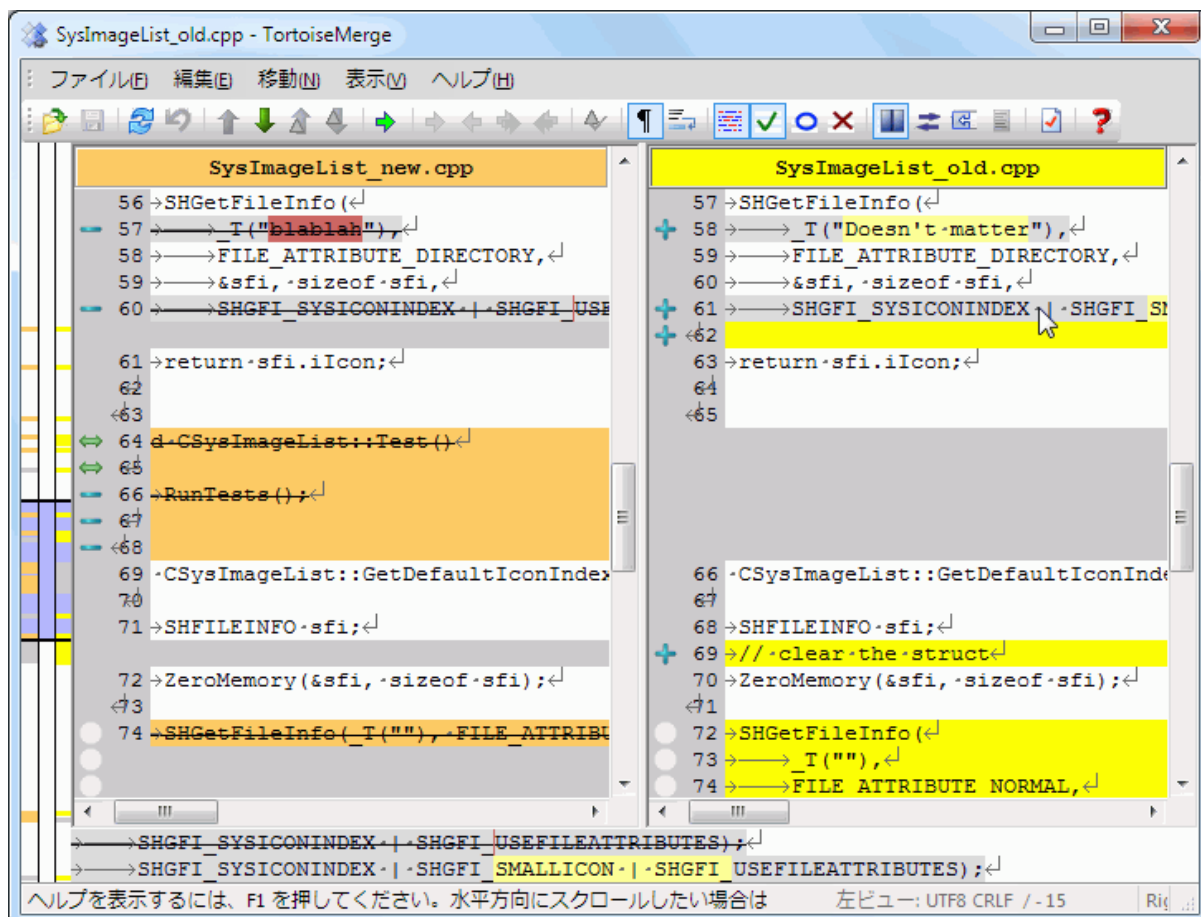 SysImageList_old.cpp - TortoiseMerge
ファイル(F) 編集(E) 移動(N) 表示(V) ヘルプ(H)
SysImageList_new.cpp
56 →SHGetFileInfo(↵
57 →——→_T("blablah"),↵
58 →——→FILE_ATTRIBUTE_DIRECTORY,↵
59 →——→&sfi,·sizeof·sfi,↵
60 →——→SHGFI_SYSICONINDEX·|·SHGFI_USE
61 →return·sfi.iIcon;↵
62
63
64 d·CSysImageList::Test()↵
65
66 →RunTests();↵
67
68
69 ·CSysImageList::GetDefaultIconIndex
70
71 →SHFILEINFO·sfi;↵
72 →ZeroMemory(&sfi,·sizeof·sfi);↵
73
74 →SHGetFileInfo(_T(""),·FILE_ATTRIBU
SysImageList_old.cpp
57 →SHGetFileInfo(↵
58 →——→_T("Doesn't·matter"),↵
59 →——→FILE_ATTRIBUTE_DIRECTORY,↵
60 →——→&sfi,·sizeof·sfi,↵
61 →——→SHGFI_SYSICONINDEX·|·SHGFI_SM
62
63 →return·sfi.iIcon;↵
64
65
66 ·CSysImageList::GetDefaultIconInde
67
68 →SHFILEINFO·sfi;↵
69 →//·clear·the·struct↵
70 →ZeroMemory(&sfi,·sizeof·sfi);↵
71
72 →SHGetFileInfo(↵
73 →——→_T(""),↵
74 →——→FILE_ATTRIBUTE_NORMAL,↵
→——→SHGFI_SYSICONINDEX·|·SHGFI_USEFILEATTRIBUTES);↵
→——→SHGFI_SYSICONINDEX·|·SHGFI_SMALLICON·|·SHGFI_USEFILEATTRIBUTES);↵
ヘルプを表示するには、F1 を押してください。水平方向にスクロールしたい場合は 左ビュー: UTF8 CRLF / - 15 Rig